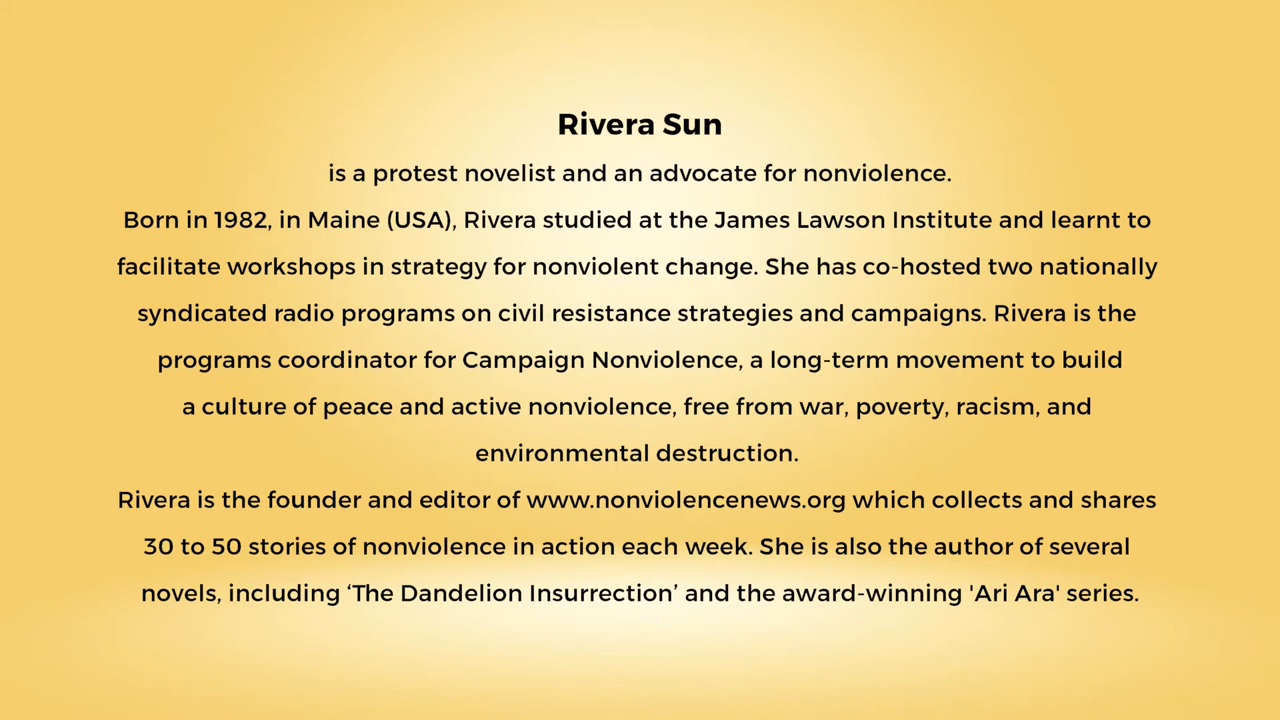 Rivera Sun
is a protest novelist and an advocate for nonviolence.
Born in 1982, in Maine (USA), Rivera studied at the James Lawson Institute and learnt to
facilitate workshops in strategy for nonviolent change. She has co-hosted two nationally
syndicated radio programs on civil resistance strategies and campaigns. Rivera is the
programs coordinator for Campaign Nonviolence, a long-term movement to build
a culture of peace and active nonviolence, free from war, poverty, racism, and
environmental destruction.
Rivera is the founder and editor of www.nonviolencenews.org which collects and shares
30 to 50 stories of nonviolence in action each week. She is also the author of several
novels, including ‘The Dandelion Insurrection’ and the award-winning 'Ari Ara' series.